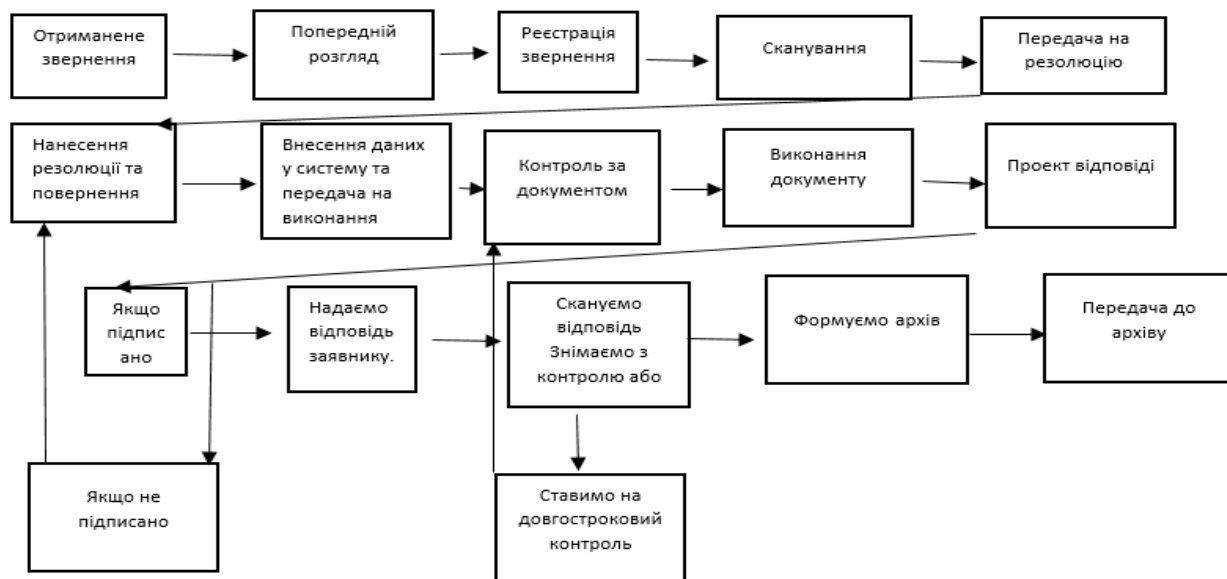 Отриманене
звернення
Попередній
розгляд
Реєстрація
звернення
Сканування
Передача на
резолюцію
Нанесення
резолюції та
повернення
Внесення даних
у систему та
передача на
виконання
Контроль за
документом
Виконання
документу
Проект відповіді
Якщо
підпис
ано
Надаємо
відповідь
заявнику.
Скануємо
відповідь
Знімаємо з
контролю або
Формуємо архів
Передача до
архіву
Якщо не
підписано
Ставимо на
довгостроковий
контроль